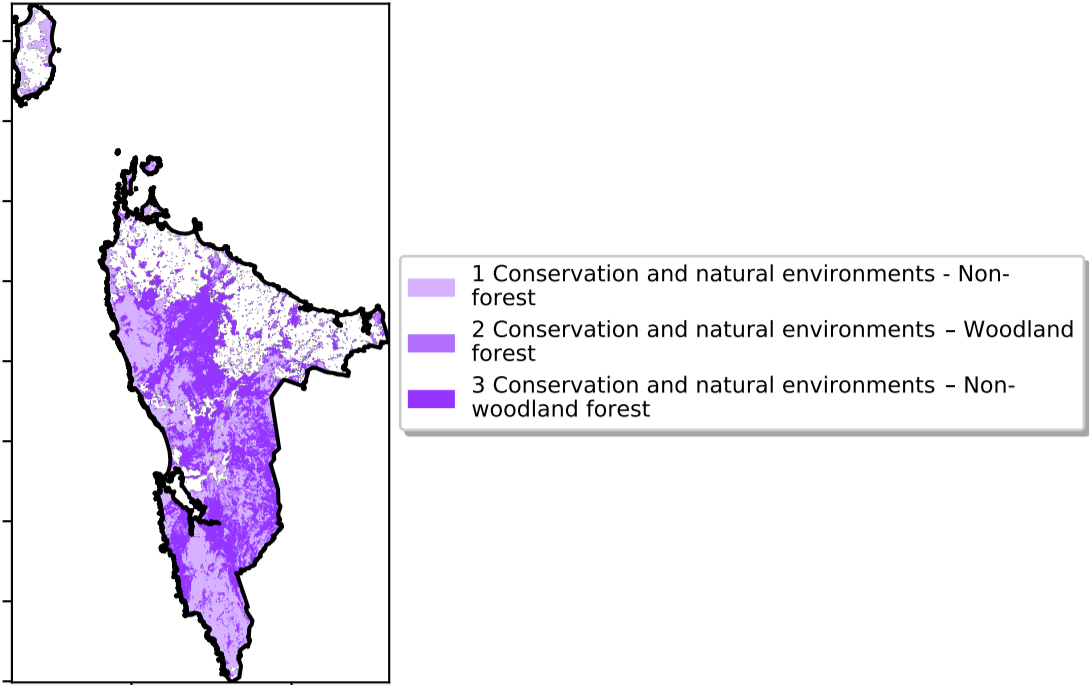 1 Conservation and natural environments - Non-
forest
2 Conservation and natural environments – Woodland
forest
3 Conservation and natural environments – Non-
woodland forest